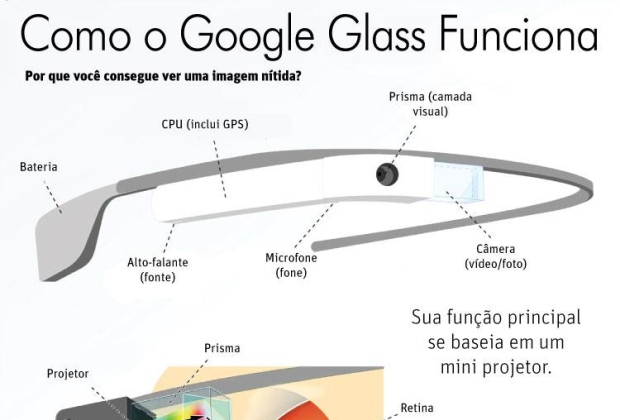 Como o Google Glass Funciona
Por que você consegue ver uma imagem nítida?
Prisma (camada
visual)
CPU (inclui GPS)
Bateria
Alto-falante
(fonte)
Microfone
(fone)
Câmera
(vídeo/foto)
Sua função principal
se baseia em um
mini projetor.
Prisma
Projetor
Retina